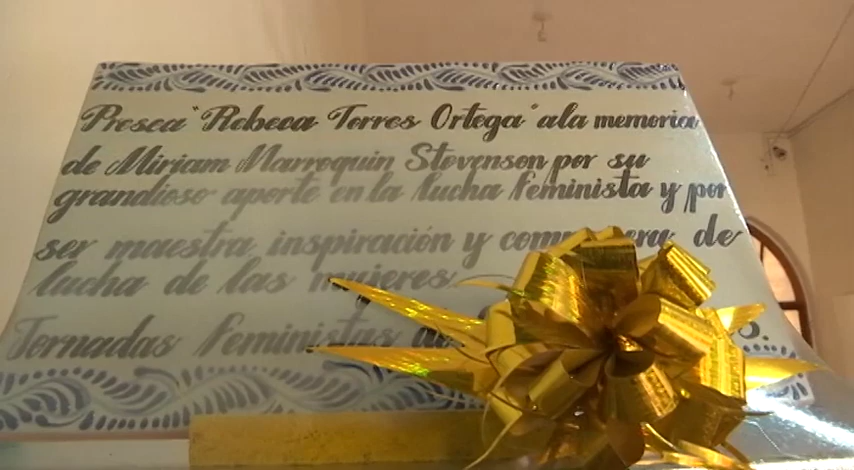 Presea "Rebeca Torres Ortega" a la memoria
de Miriam Marroquin Stevenson por su
grandioso aporte en la lucha feminista y por
ser maestra, inspiración y de
lucha de las mujeres
Jornadas feministas